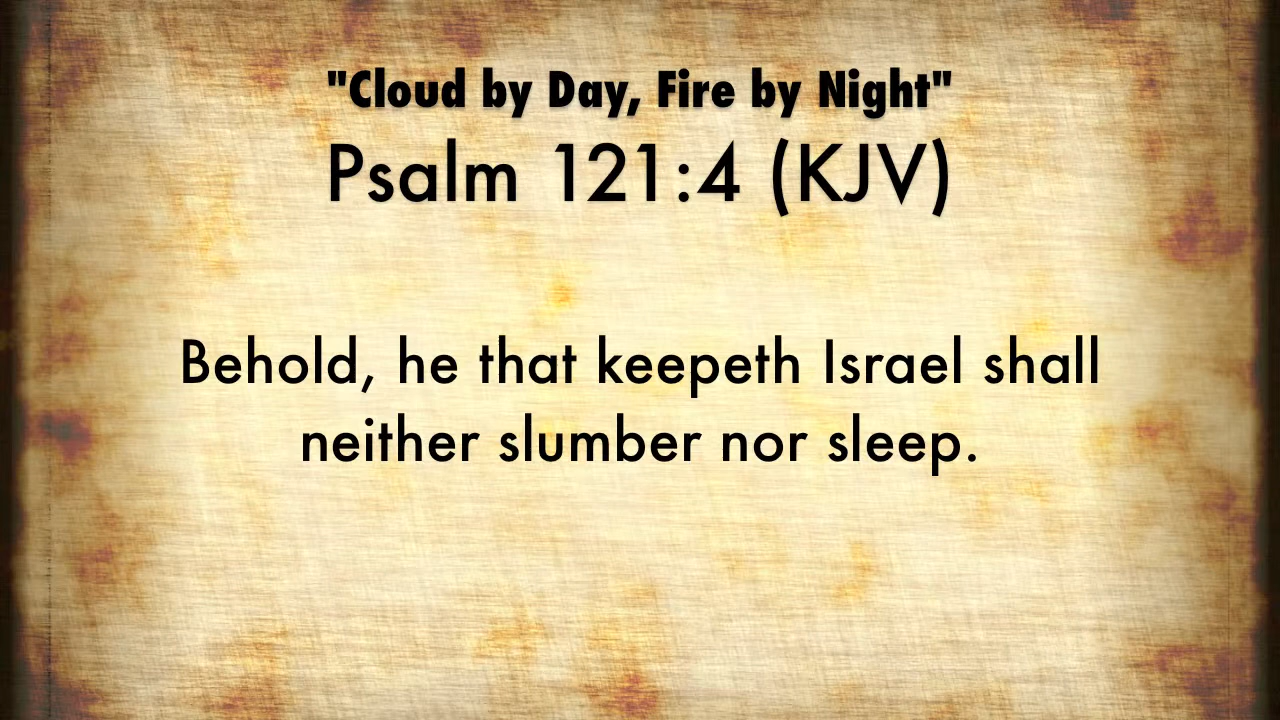 "Cloud by Day, Fire by Night"
Psalm 121:4 (KJV)
Behold, he that keepeth Israel shall
neither slumber nor sleep.